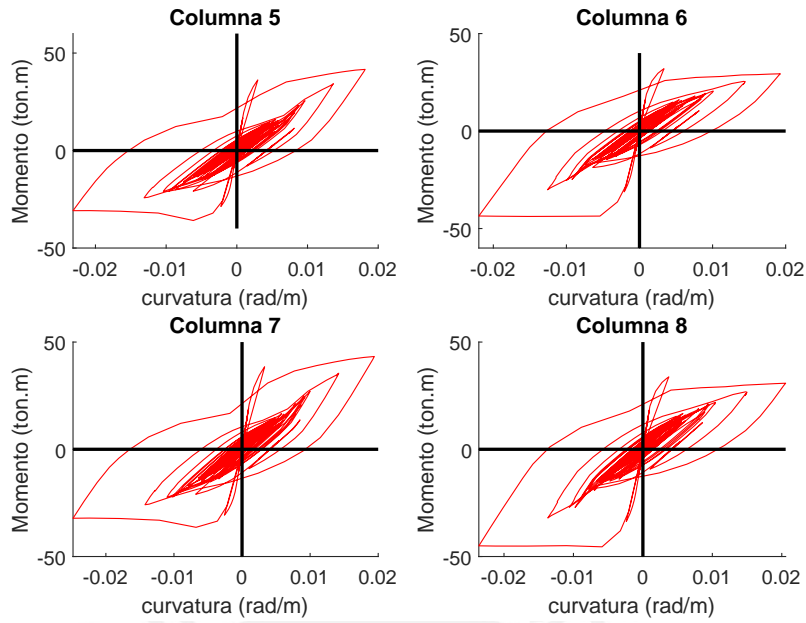 Columna 5
Momento (ton.m)
50
0
-50
-0.02
-0.01
0
0.01
0.02
curvatura (rad/m)
Columna 6
Momento (ton.m)
50
0
-50
-0.02
-0.01
0
0.01
0.02
curvatura (rad/m)
Columna 7
Momento (ton.m)
50
0
-50
-0.02
-0.01
0
0.01
0.02
curvatura (rad/m)
Columna 8
Momento (ton.m)
50
0
-50
-0.02
-0.01
0
0.01
0.02
curvatura (rad/m)